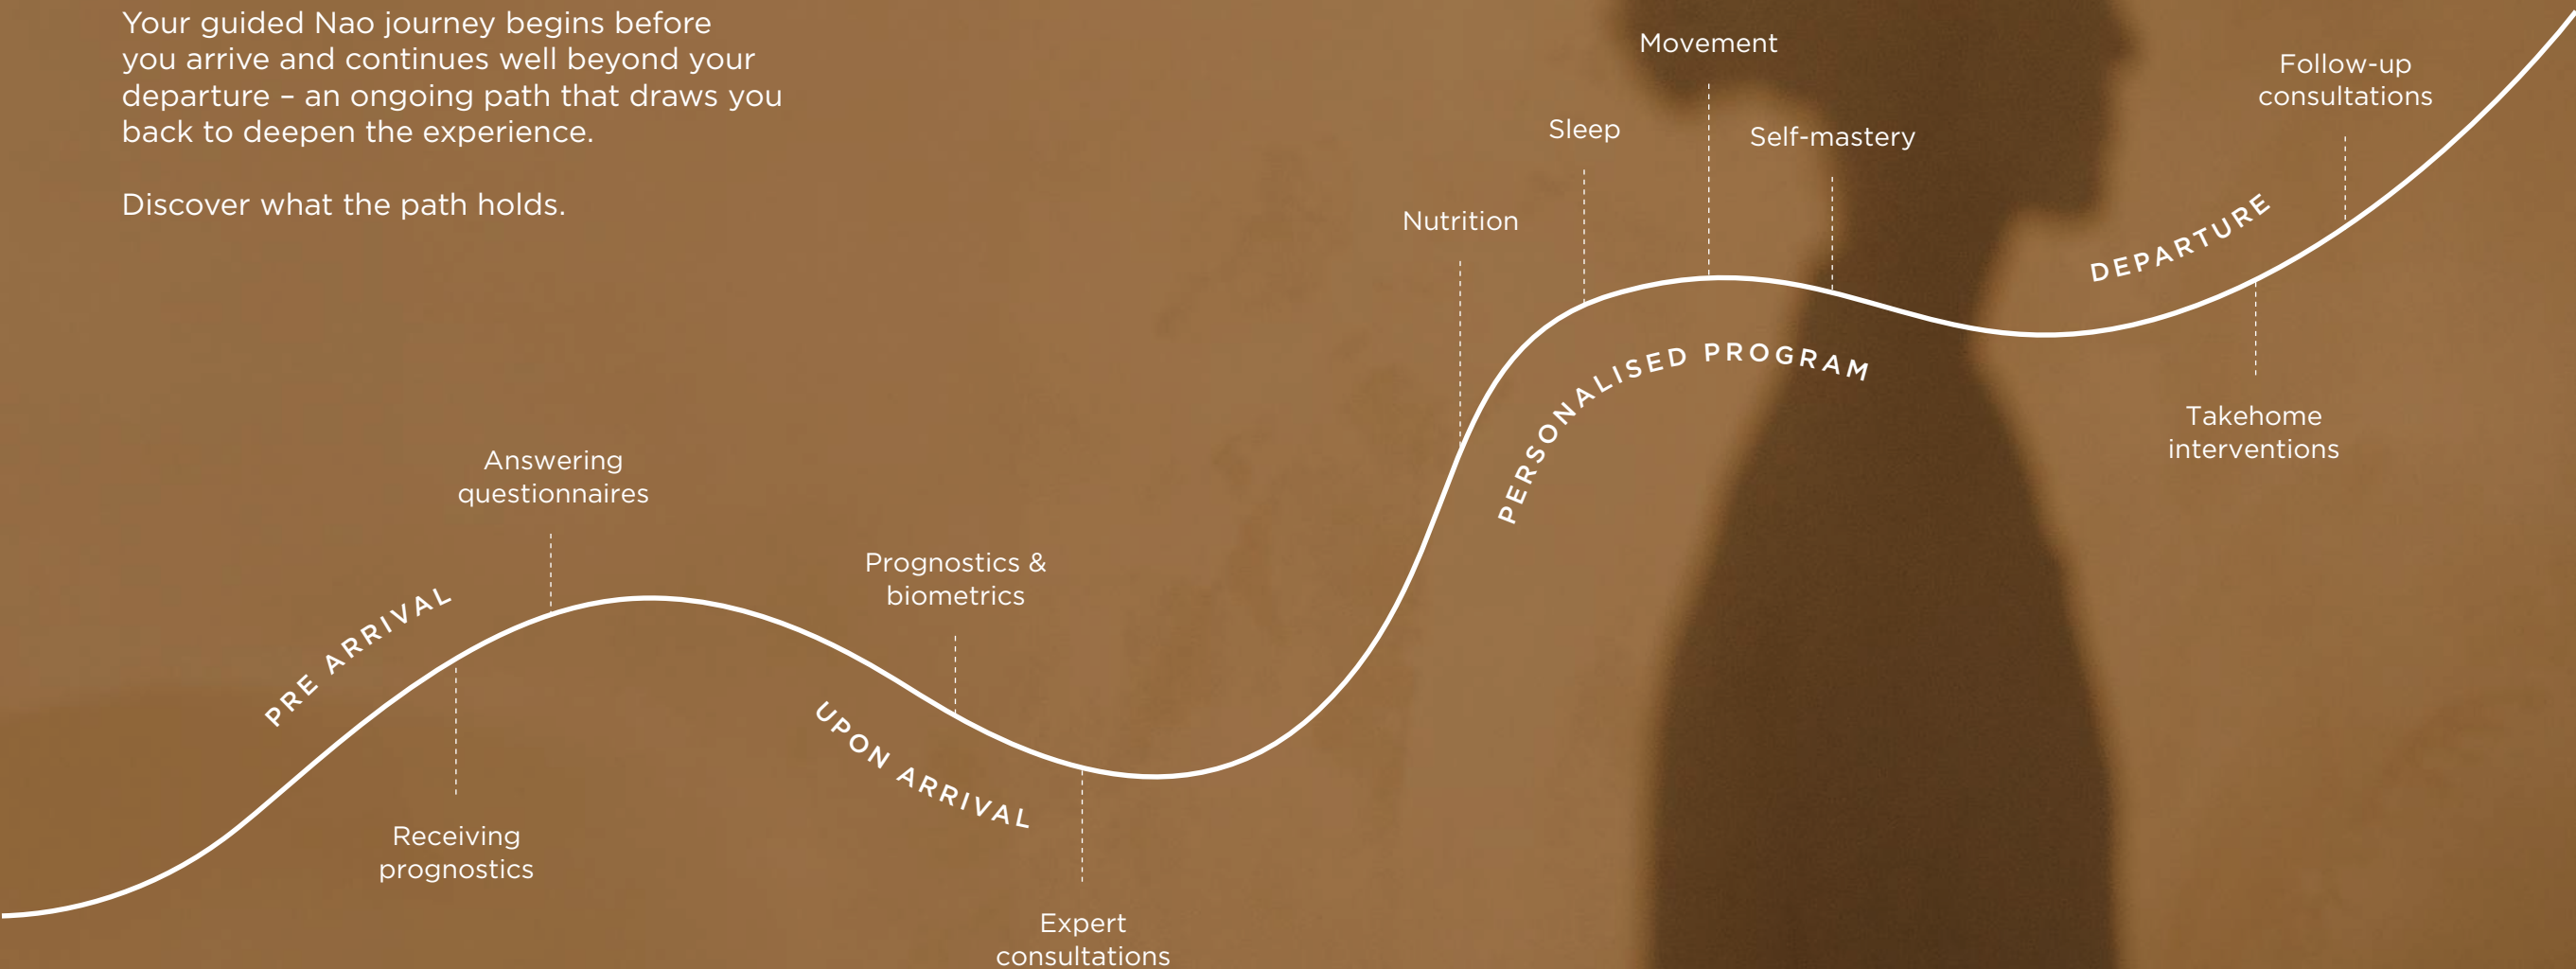 Your guided Nao journey begins before
you arrive and continues well beyond your
departure – an ongoing path that draws you
back to deepen the experience.
Discover what the path holds.
PRE ARRIVAL
Receiving
prognostics
Answering
questionnaires
UPON ARRIVAL
Prognostics &
biometrics
Expert
consultations
PERSONALISED PROGRAM
Nutrition
Sleep
Movement
Self-mastery
DEPARTURE
Takehome
interventions
Follow-up
consultations